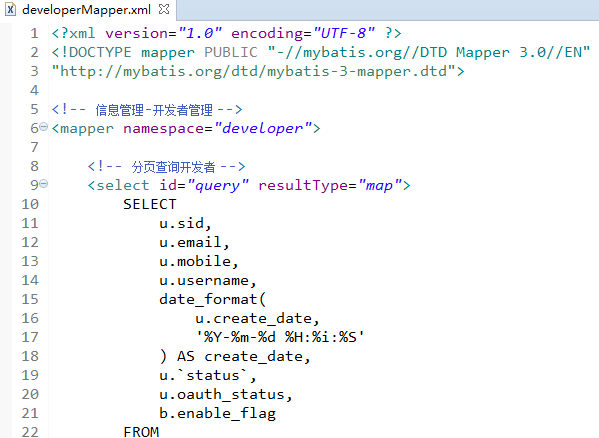 developerMapper.xml
1 <?xml version="1.0" encoding="UTF-8" ?>
2 <!DOCTYPE mapper PUBLIC "-//mybatis.org//DTD Mapper 3.0//EN"
3 "http://mybatis.org/dtd/mybatis-3-mapper.dtd">
4
5 <!-- 信息管理-开发者管理 -->
6 <mapper namespace="developer">
7
8 <!-- 分页查询开发者 -->
9 <select id="query" resultType="map">
10 SELECT
11 u.sid,
12 u.email,
13 u.mobile,
14 u.username,
15 date_format(
16 u.create_date,
17 '%Y-%m-%d %H:%i:%S'
18 ) AS create_date,
19 u.`status`,
20 u.oauth_status,
21 b.enable_flag
22 FROM